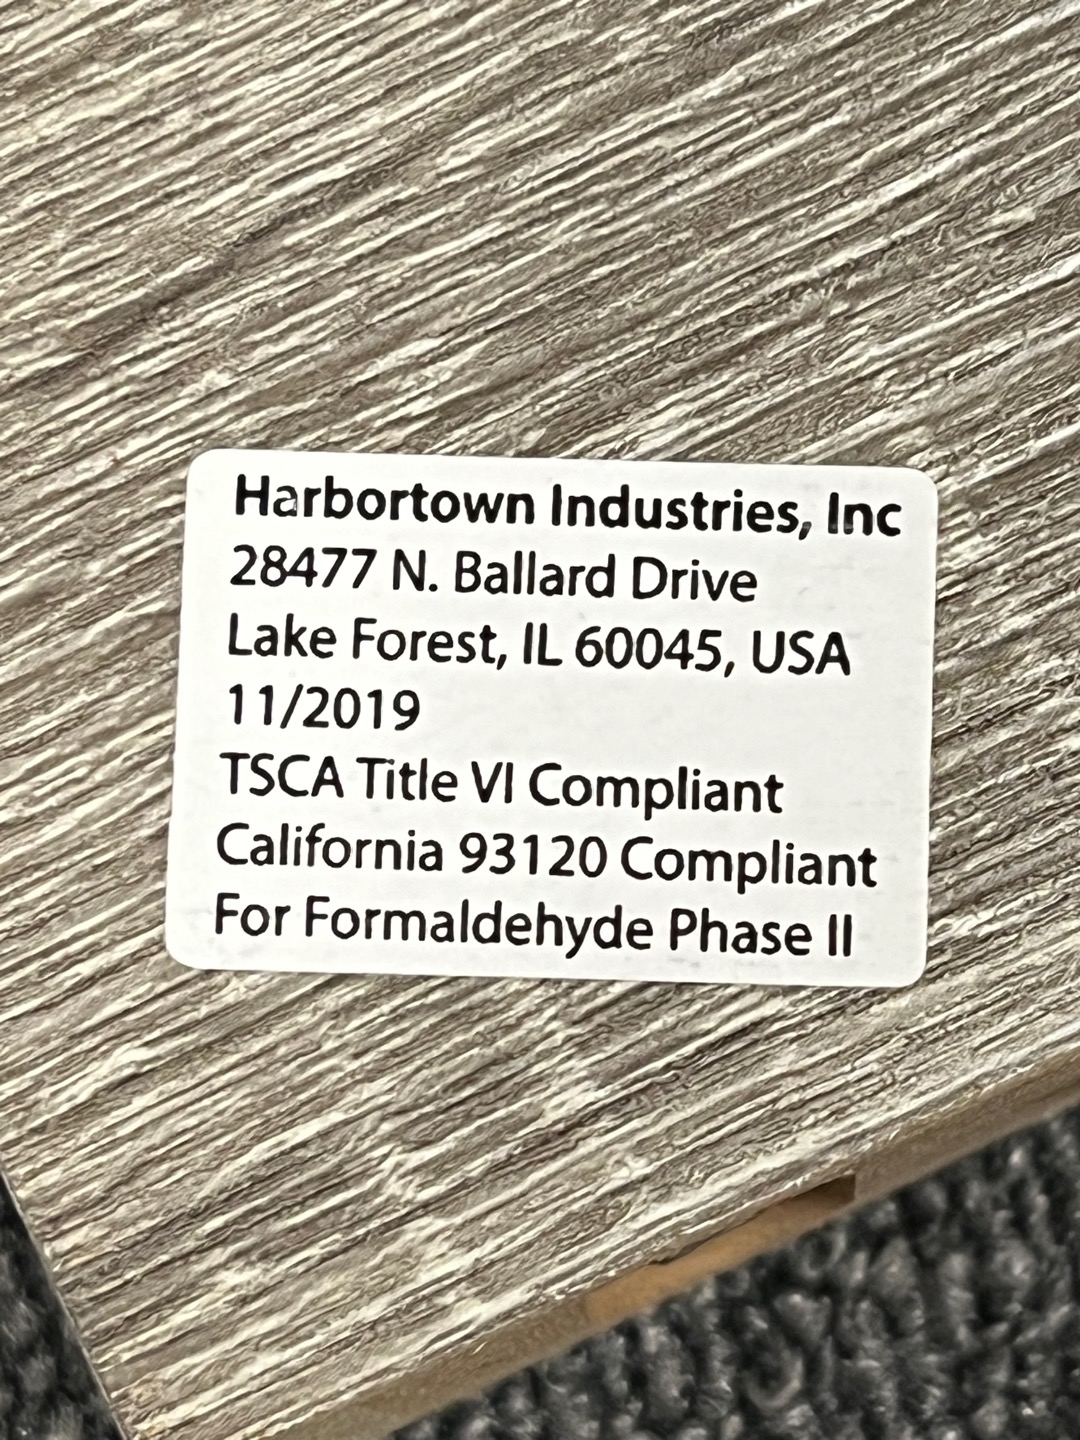 Harbortown Industries, Inc
28477 N. Ballard Drive
Lake Forest, IL 60045, USA
11/2019
TSCA Title VI Compliant
California 93120 Compliant
For Formaldehyde Phase II